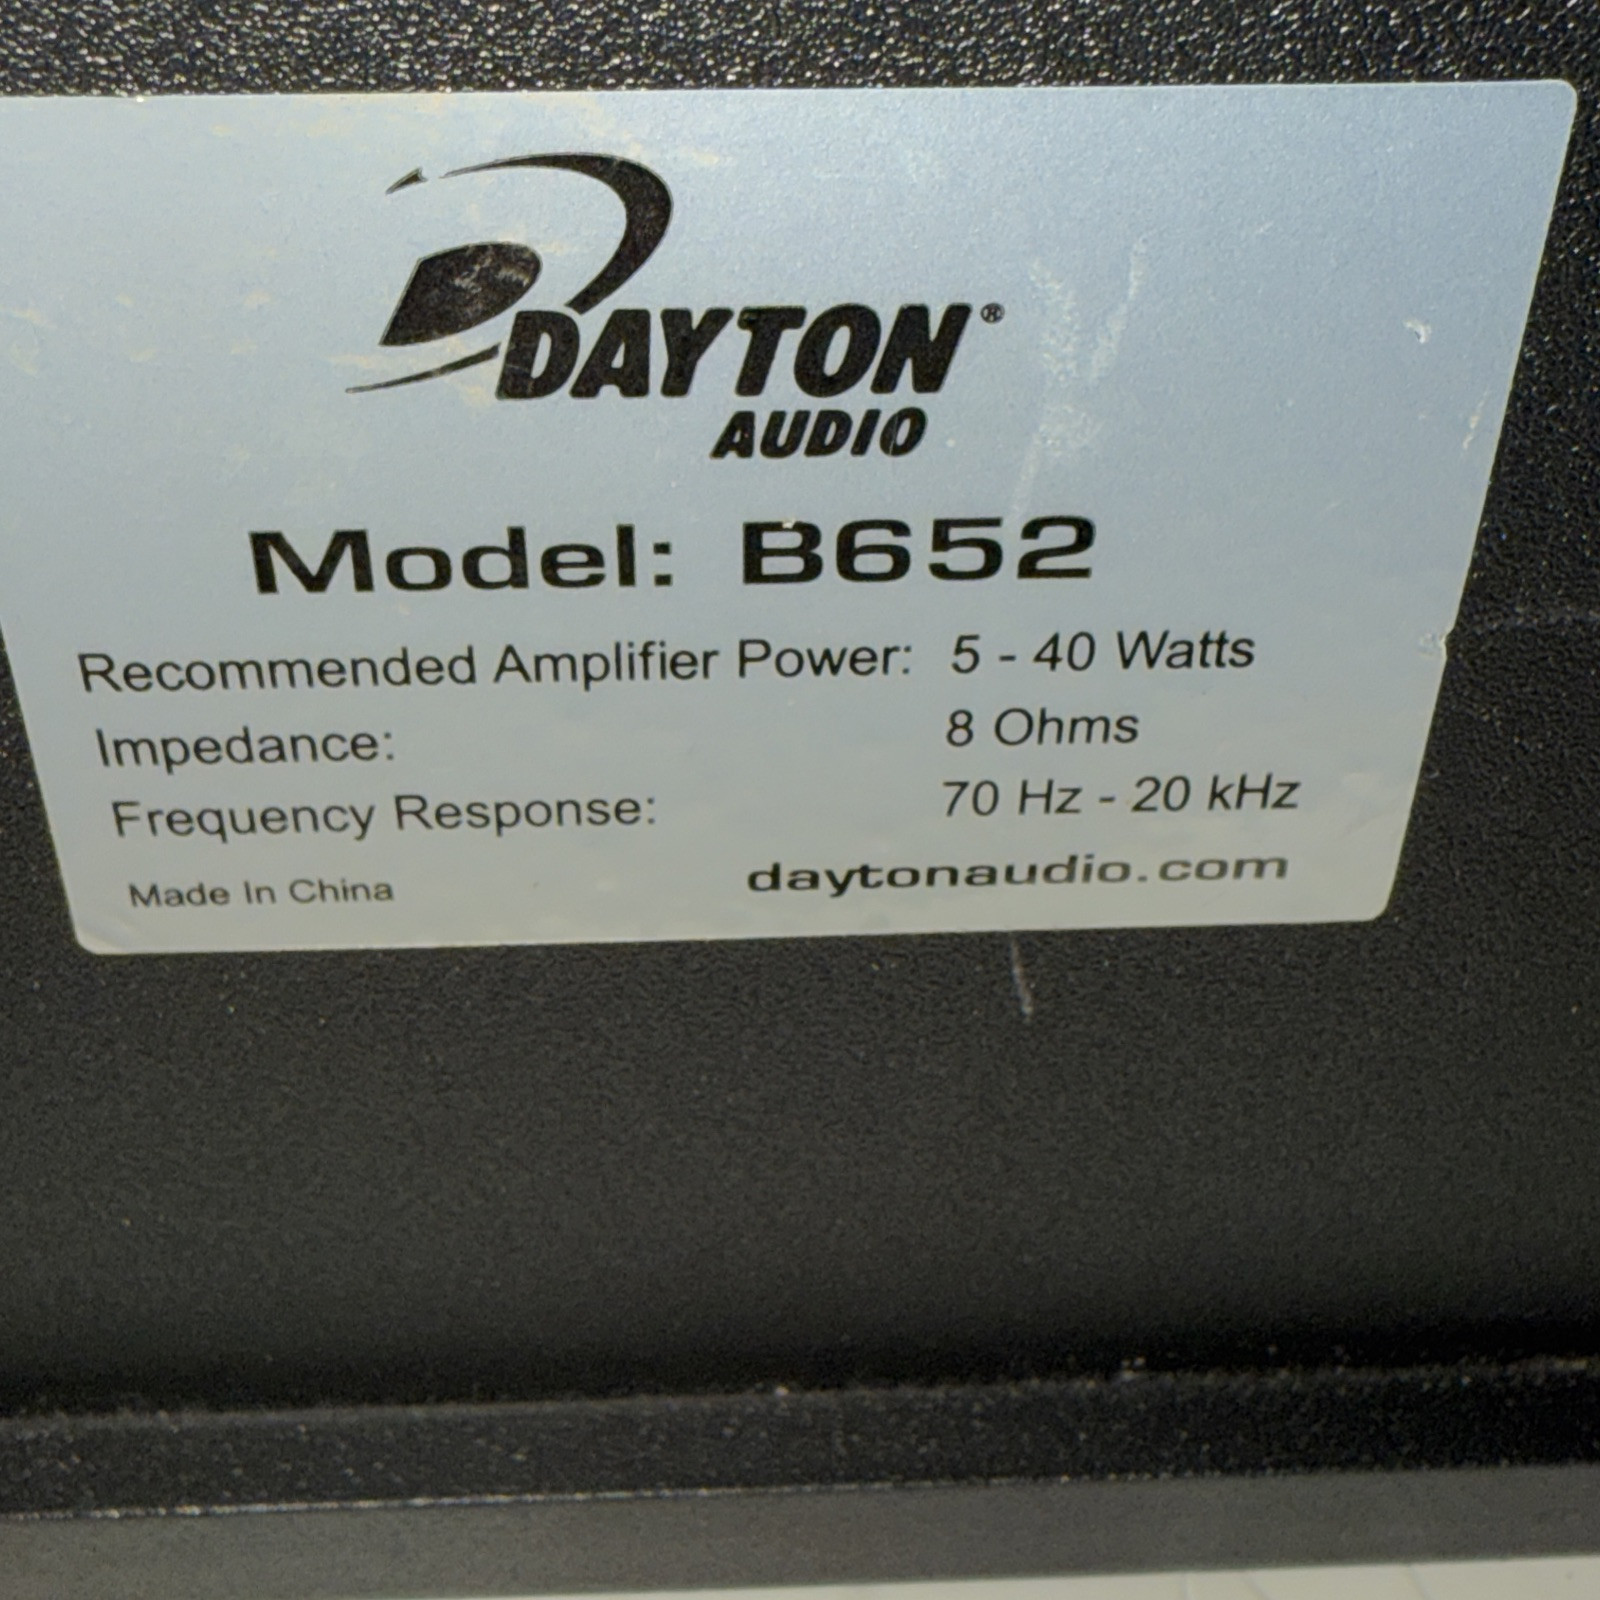 DAYTON®
AUDIO
Model: B652
Recommended Amplifier Power: 5 - 40 Watts
Impedance: 8 Ohms
Frequency Response: 70 Hz - 20 kHz
Made In China daytonaudio.com